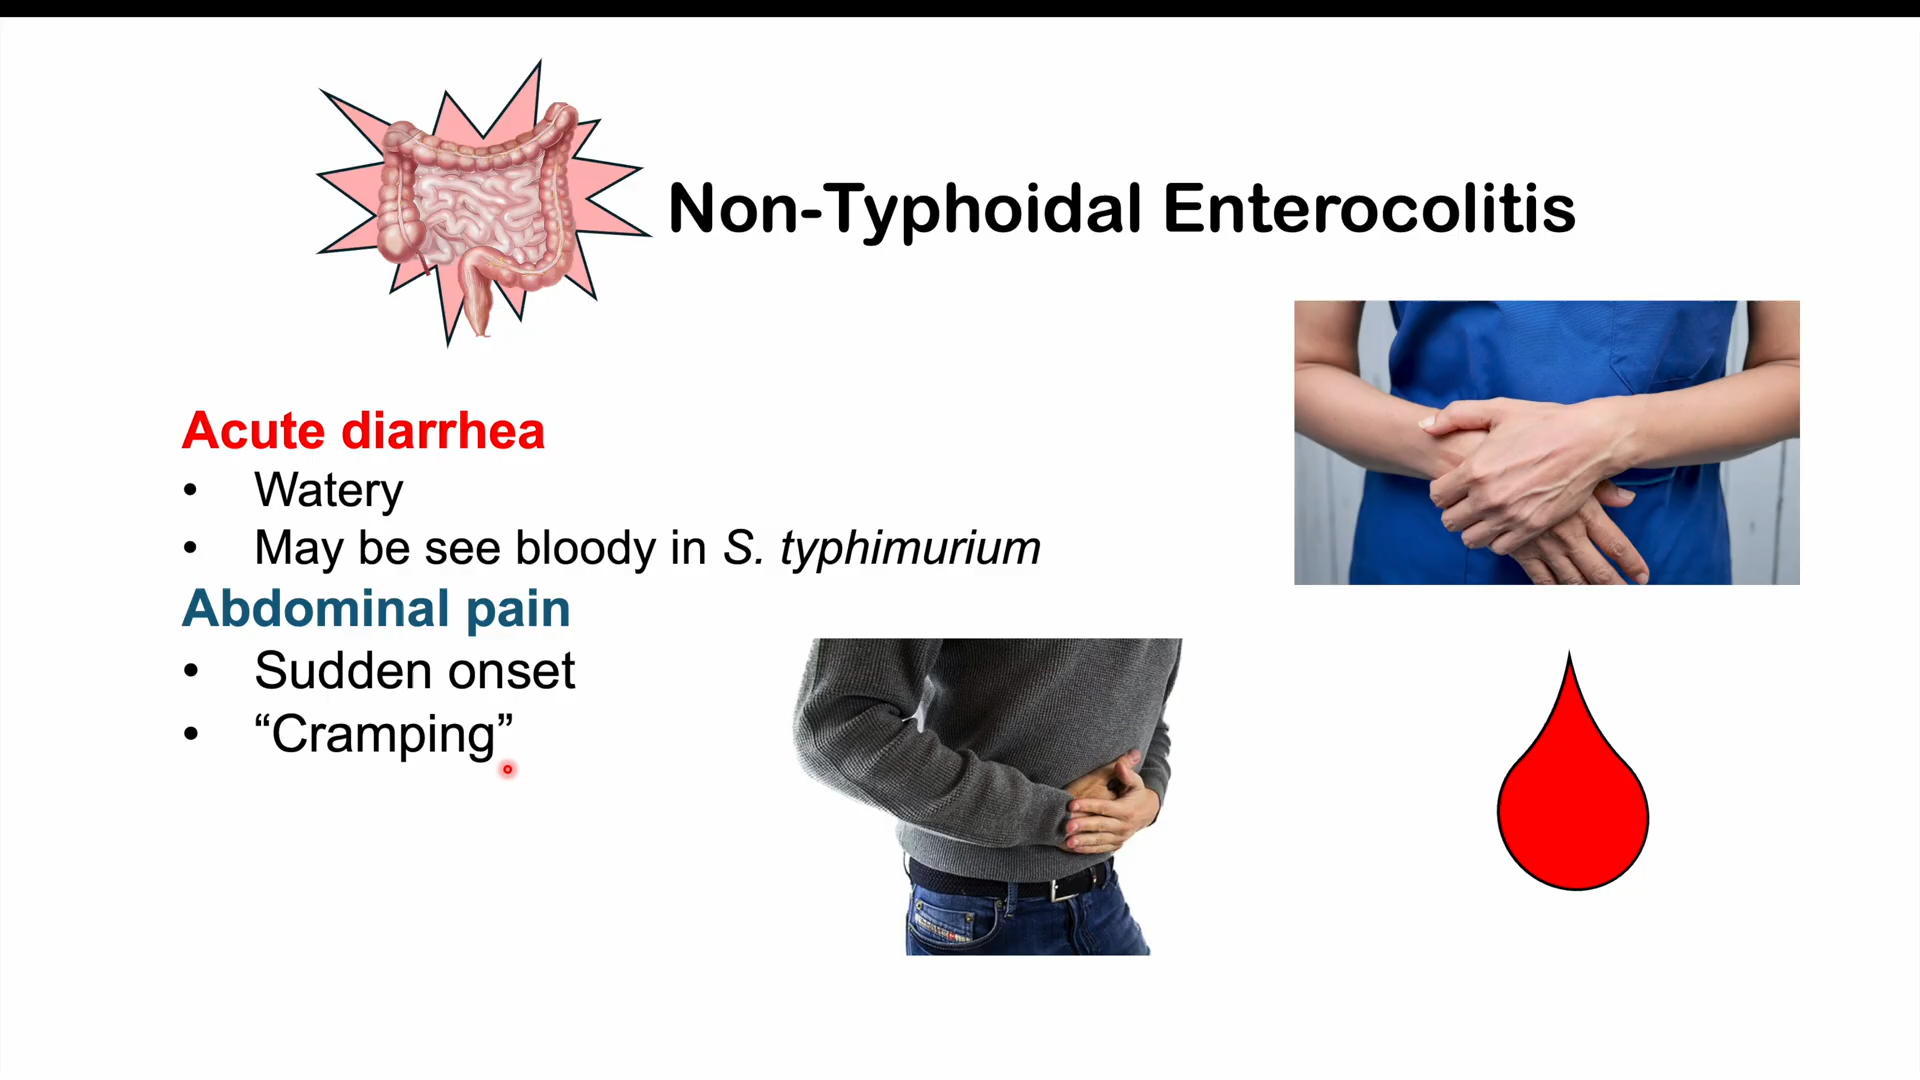 Non-Typhoidal Enterocolitis
Acute diarrhea
• Watery
• May be see bloody in S. typhimurium
Abdominal pain
• Sudden onset
• “Cramping”